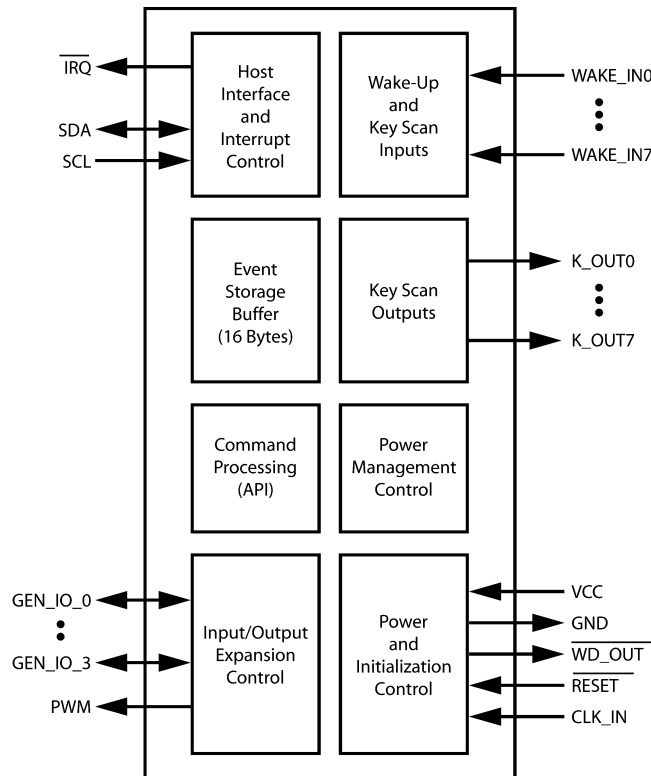 IRQ
SDA
SCL
Host
Interface
and
Interrupt
Control
Wake-Up
and
Key Scan
Inputs
WAKE_IN0
WAKE_IN7
Event
Storage
Buffer
(16 Bytes)
Key Scan
Outputs
K_OUT0
K_OUT7
Command
Processing
(API)
Power
Management
Control
GEN_IO_0
GEN_IO_3
PWM
Input/Output
Expansion
Control
Power
and
Initialization
Control
VCC
GND
WD_OUT
RESET
CLK_IN